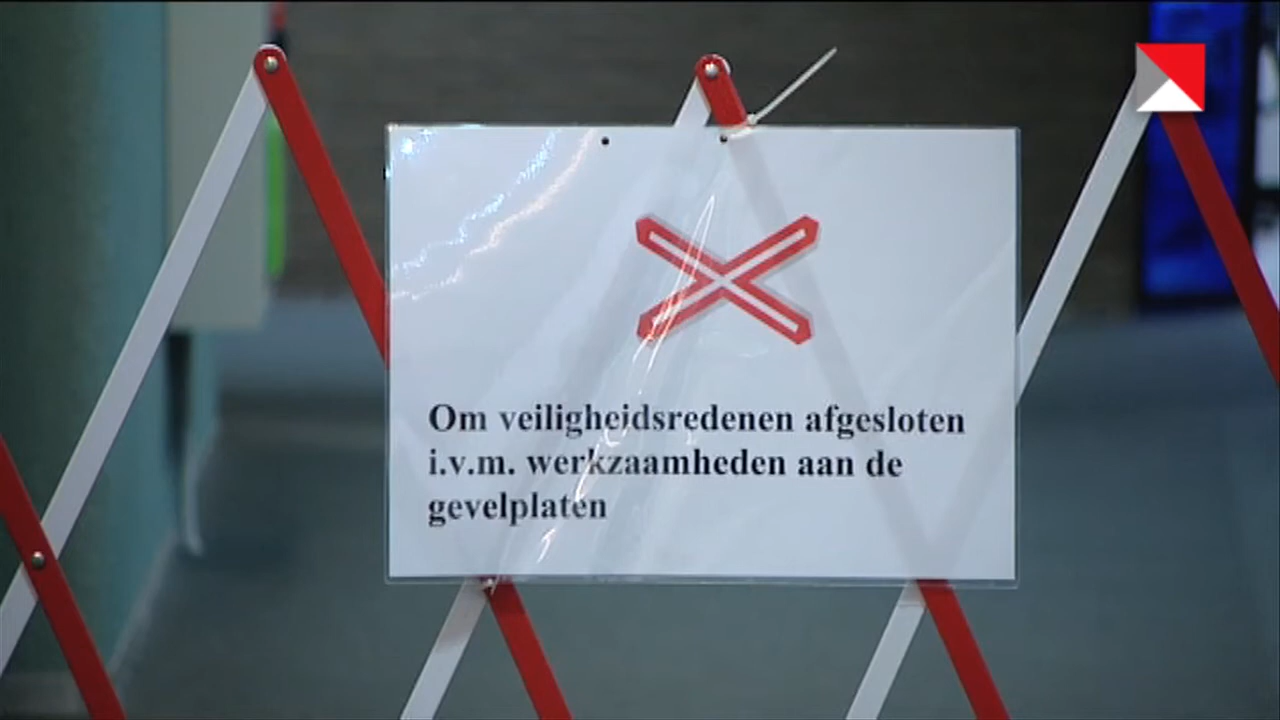 Om veiligheidsredenen afgesloten
i.v.m. werkzaamheden aan de
gevelplaten